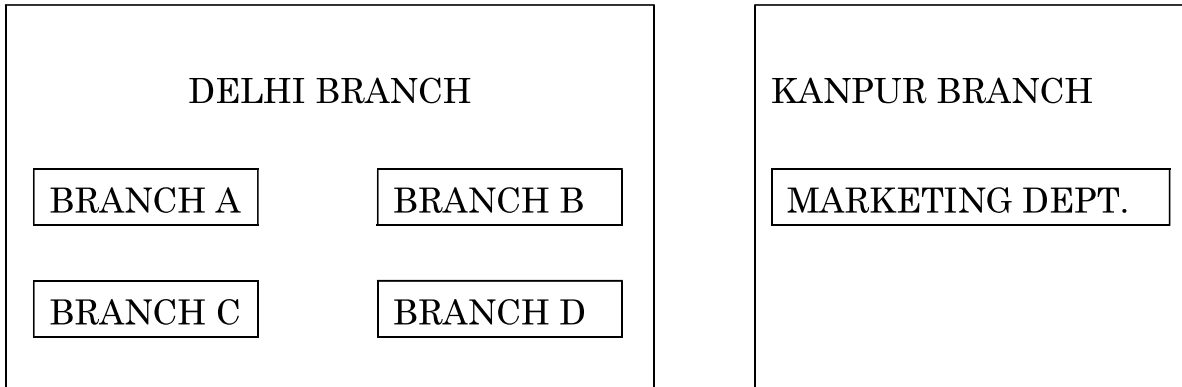 DELHI BRANCH
BRANCH A
BRANCH B
BRANCH C
BRANCH D
KANPUR BRANCH
MARKETING DEPT.